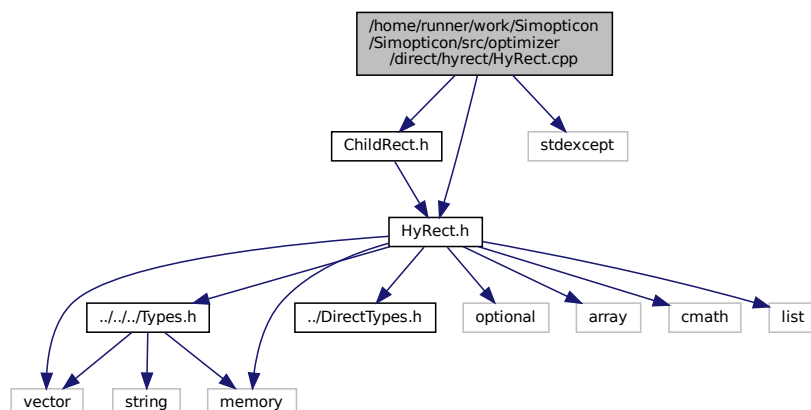 /home/runner/work/Simopticon
/Simopticon/src/optimizer
/direct/hyrect/HyRect.cpp
ChildRect.h
stdexcept
HyRect.h
../../../Types.h
../DirectTypes.h
optional
array
cmath
list
vector
string
memory